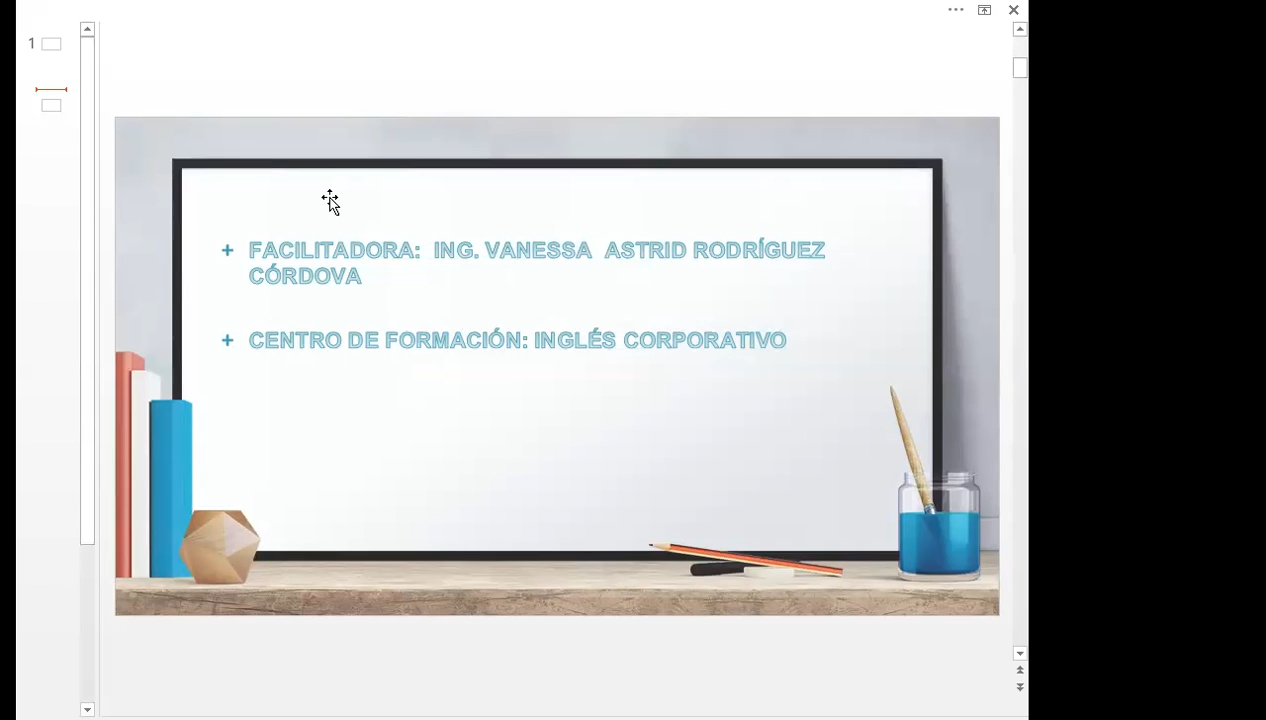 1
+ FACILITADORA: ING. VANESSA ASTRID RODRÍGUEZ
CÓRDOVA
+ CENTRO DE FORMACIÓN: INGLÉS CORPORATIVO